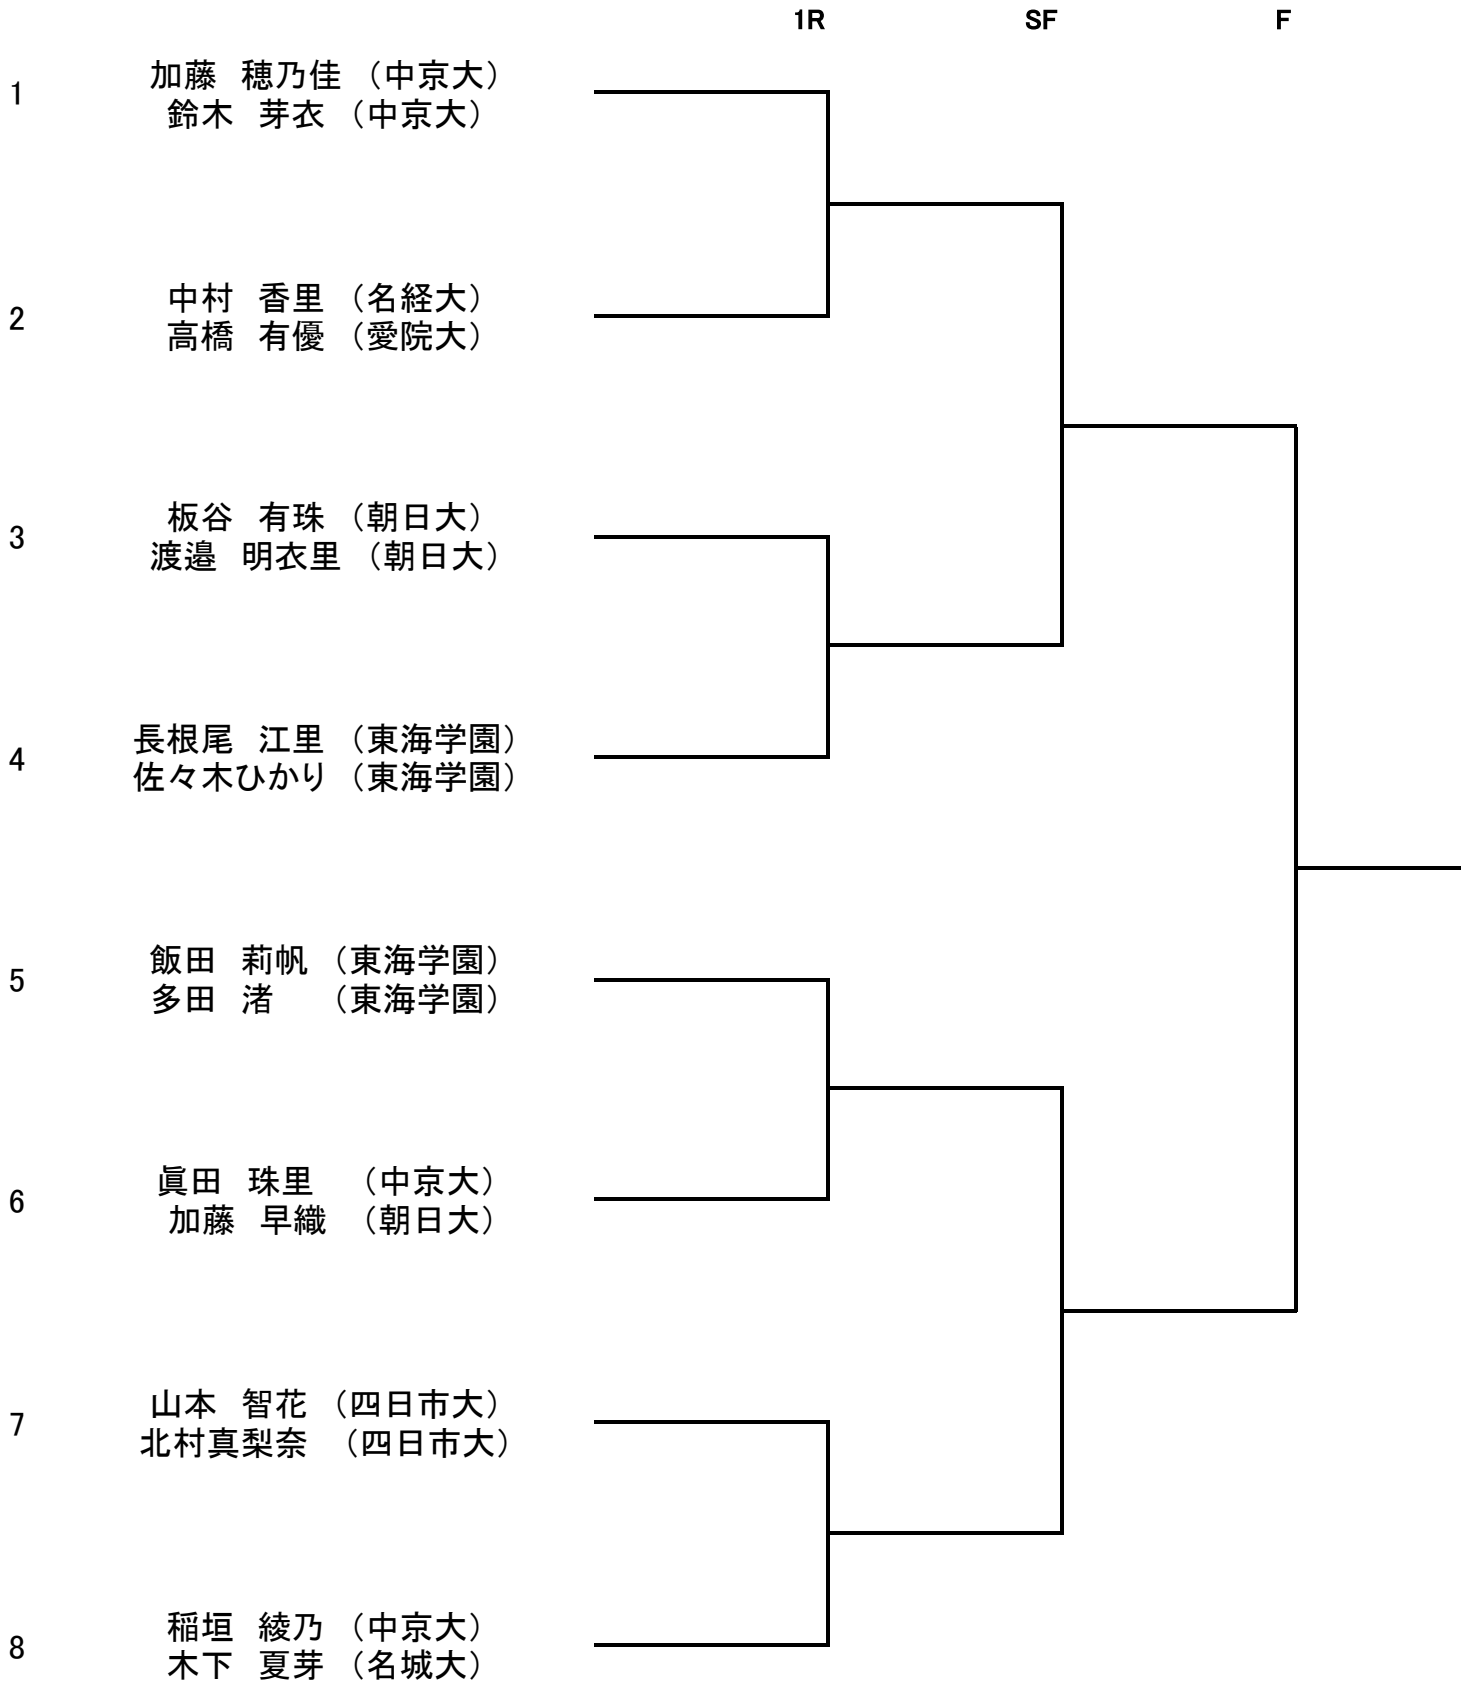 1R SF F
1
加藤　穂乃佳 （中京大）
鈴木　芽衣 （中京大）
2
中村　香里 （名経大）
高橋　有優 （愛院大）
3
板谷　有珠 （朝日大）
渡邉　明衣里 （朝日大）
4
長根尾　江里 （東海学園）
佐々木ひかり （東海学園）
5
飯田　莉帆 （東海学園）
多田　渚　 （東海学園）
6
眞田　珠里　 （中京大）
加藤　早織　（朝日大）
7
山本　智花 （四日市大）
北村真梨奈　（四日市大）
8
稲垣　綾乃 （中京大）
木下　夏芽 （名城大）